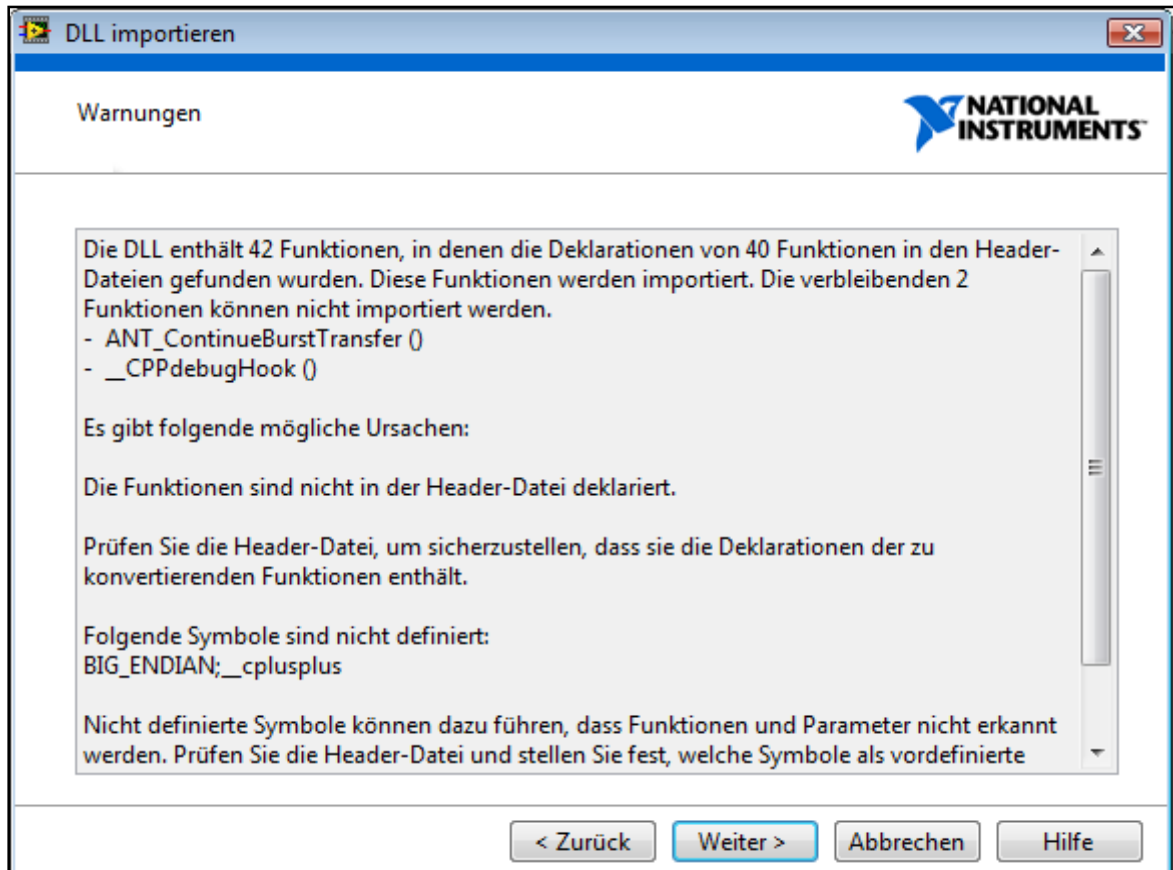 DLL importieren
Warnungen
NATIONAL
INSTRUMENTS™
Die DLL enthält 42 Funktionen, in denen die Deklarationen von 40 Funktionen in den Header-
Dateien gefunden wurden. Diese Funktionen werden importiert. Die verbleibenden 2
Funktionen können nicht importiert werden.
- ANT_ContinueBurstTransfer ()
- __CPPdebugHook ()
Es gibt folgende mögliche Ursachen:
Die Funktionen sind nicht in der Header-Datei deklariert.
Prüfen Sie die Header-Datei, um sicherzustellen, dass sie die Deklarationen der zu
konvertierenden Funktionen enthält.
Folgende Symbole sind nicht definiert:
BIG_ENDIAN;__cplusplus
Nicht definierte Symbole können dazu führen, dass Funktionen und Parameter nicht erkannt
werden. Prüfen Sie die Header-Datei und stellen Sie fest, welche Symbole als vordefinierte
< Zurück
Weiter >
Abbrechen
Hilfe